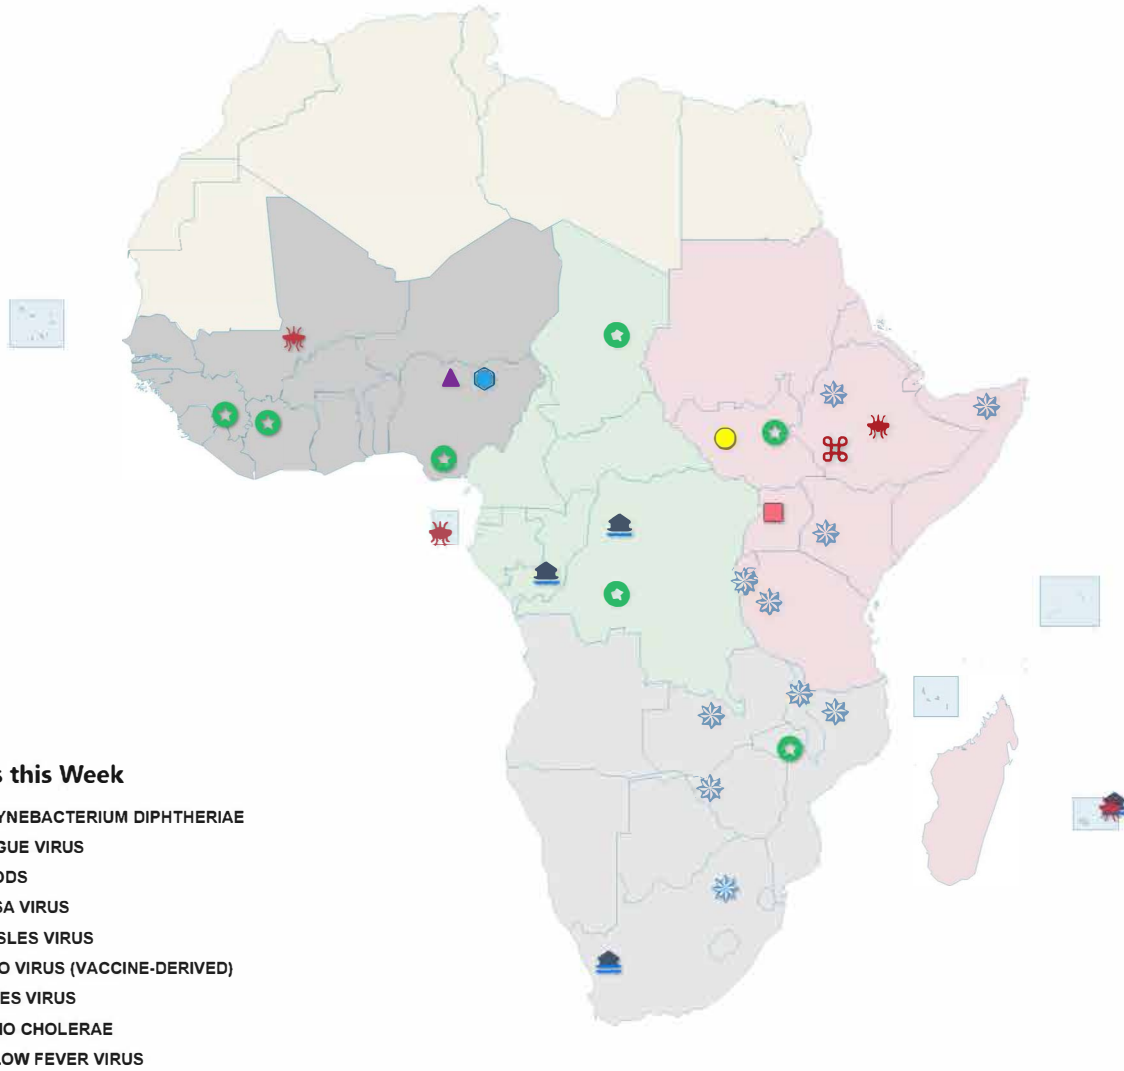 s this Week
YNEBACTERIUM DIPHTHERIAE
GUE VIRUS
ODS
SA VIRUS
SLES VIRUS
O VIRUS (VACCINE-DERIVED)
ES VIRUS
IO CHOLERAE
LOW FEVER VIRUS